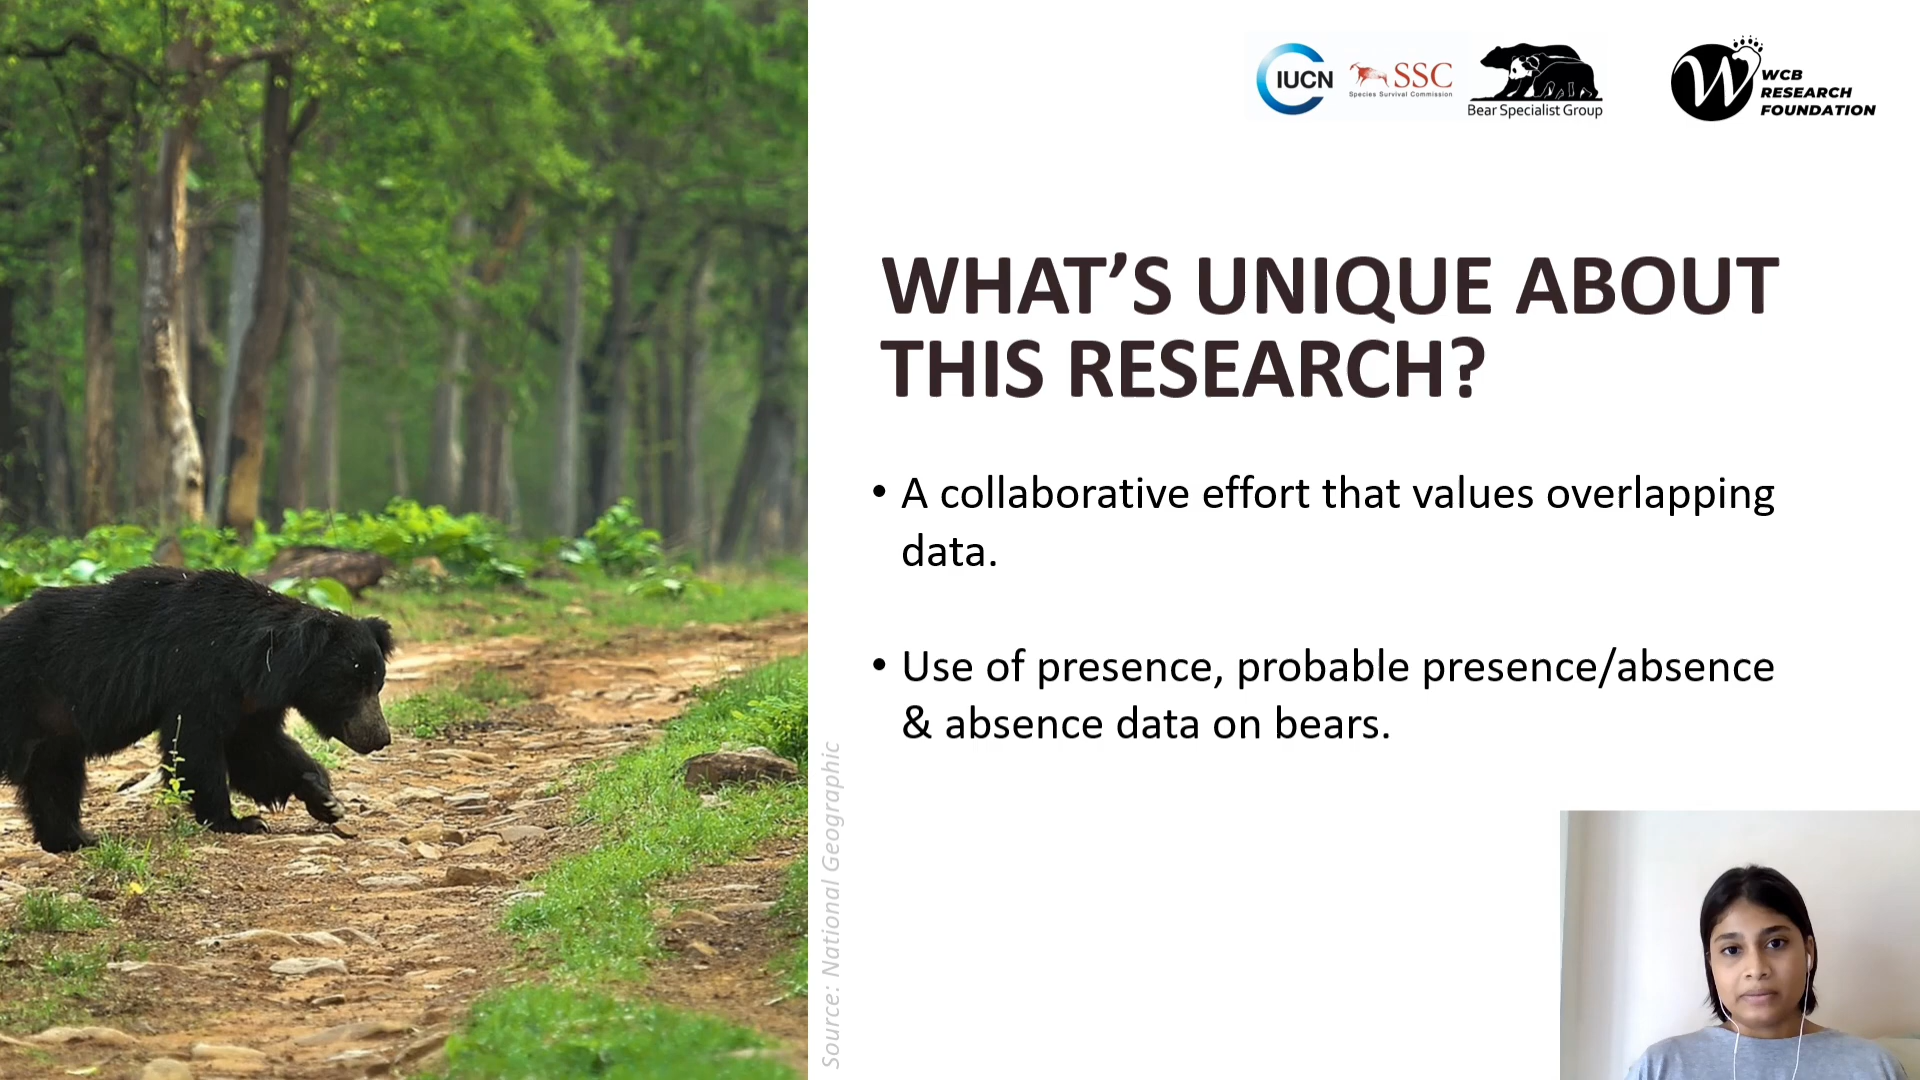 IUCN
SSC
Species Survival Commission
Bear Specialist Group
W
WCB
RESEARCH
FOUNDATION
WHAT’S UNIQUE ABOUT
THIS RESEARCH?
• A collaborative effort that values overlapping
data.
• Use of presence, probable presence/absence
& absence data on bears.
Source: National Geographic